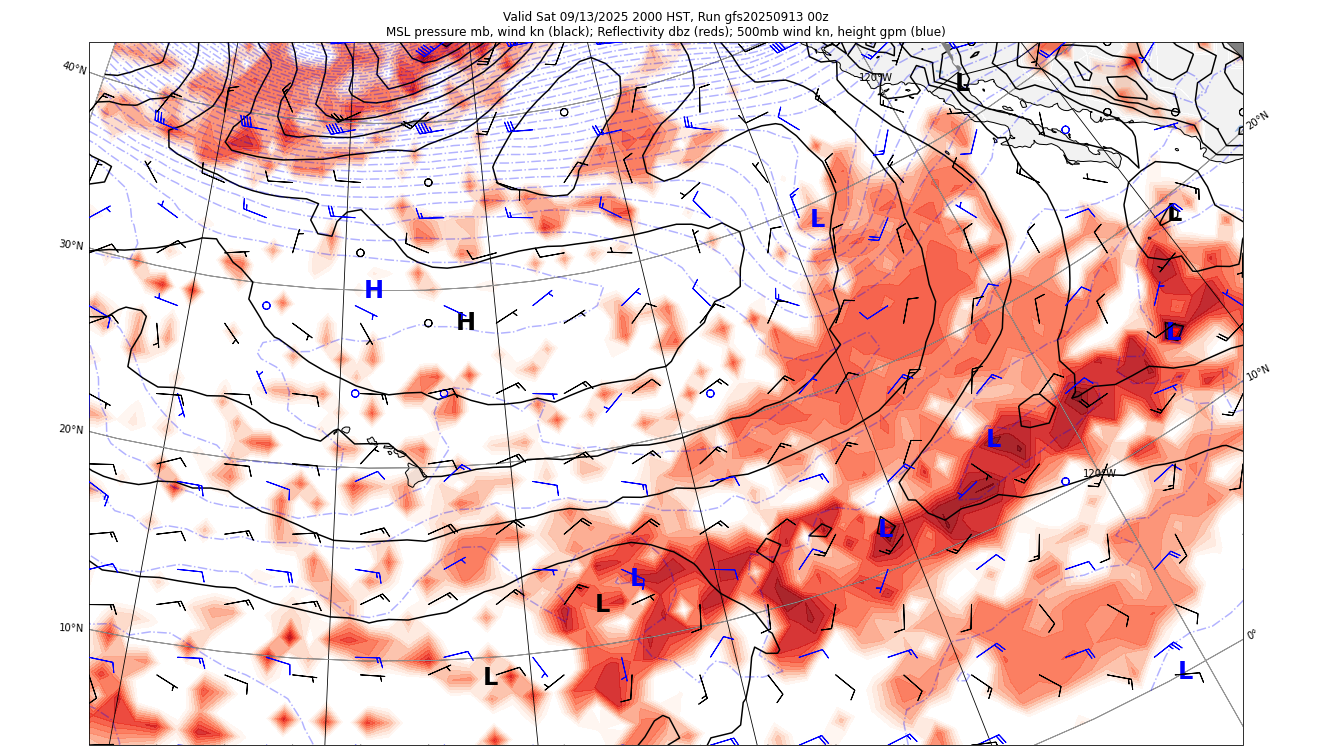 Valid Sat 09/13/2025 2000 HST, Run gfs20250913 00z
MSL pressure mb, wind kn (black); Reflectivity dbz (reds); 500mb wind kn, height gpm (blue)
40°N
120°W
L
20°N
L
L
30°N
H
H
L
10°N
20°N
L
120°W
L
L
L
10°N
0°
L
L